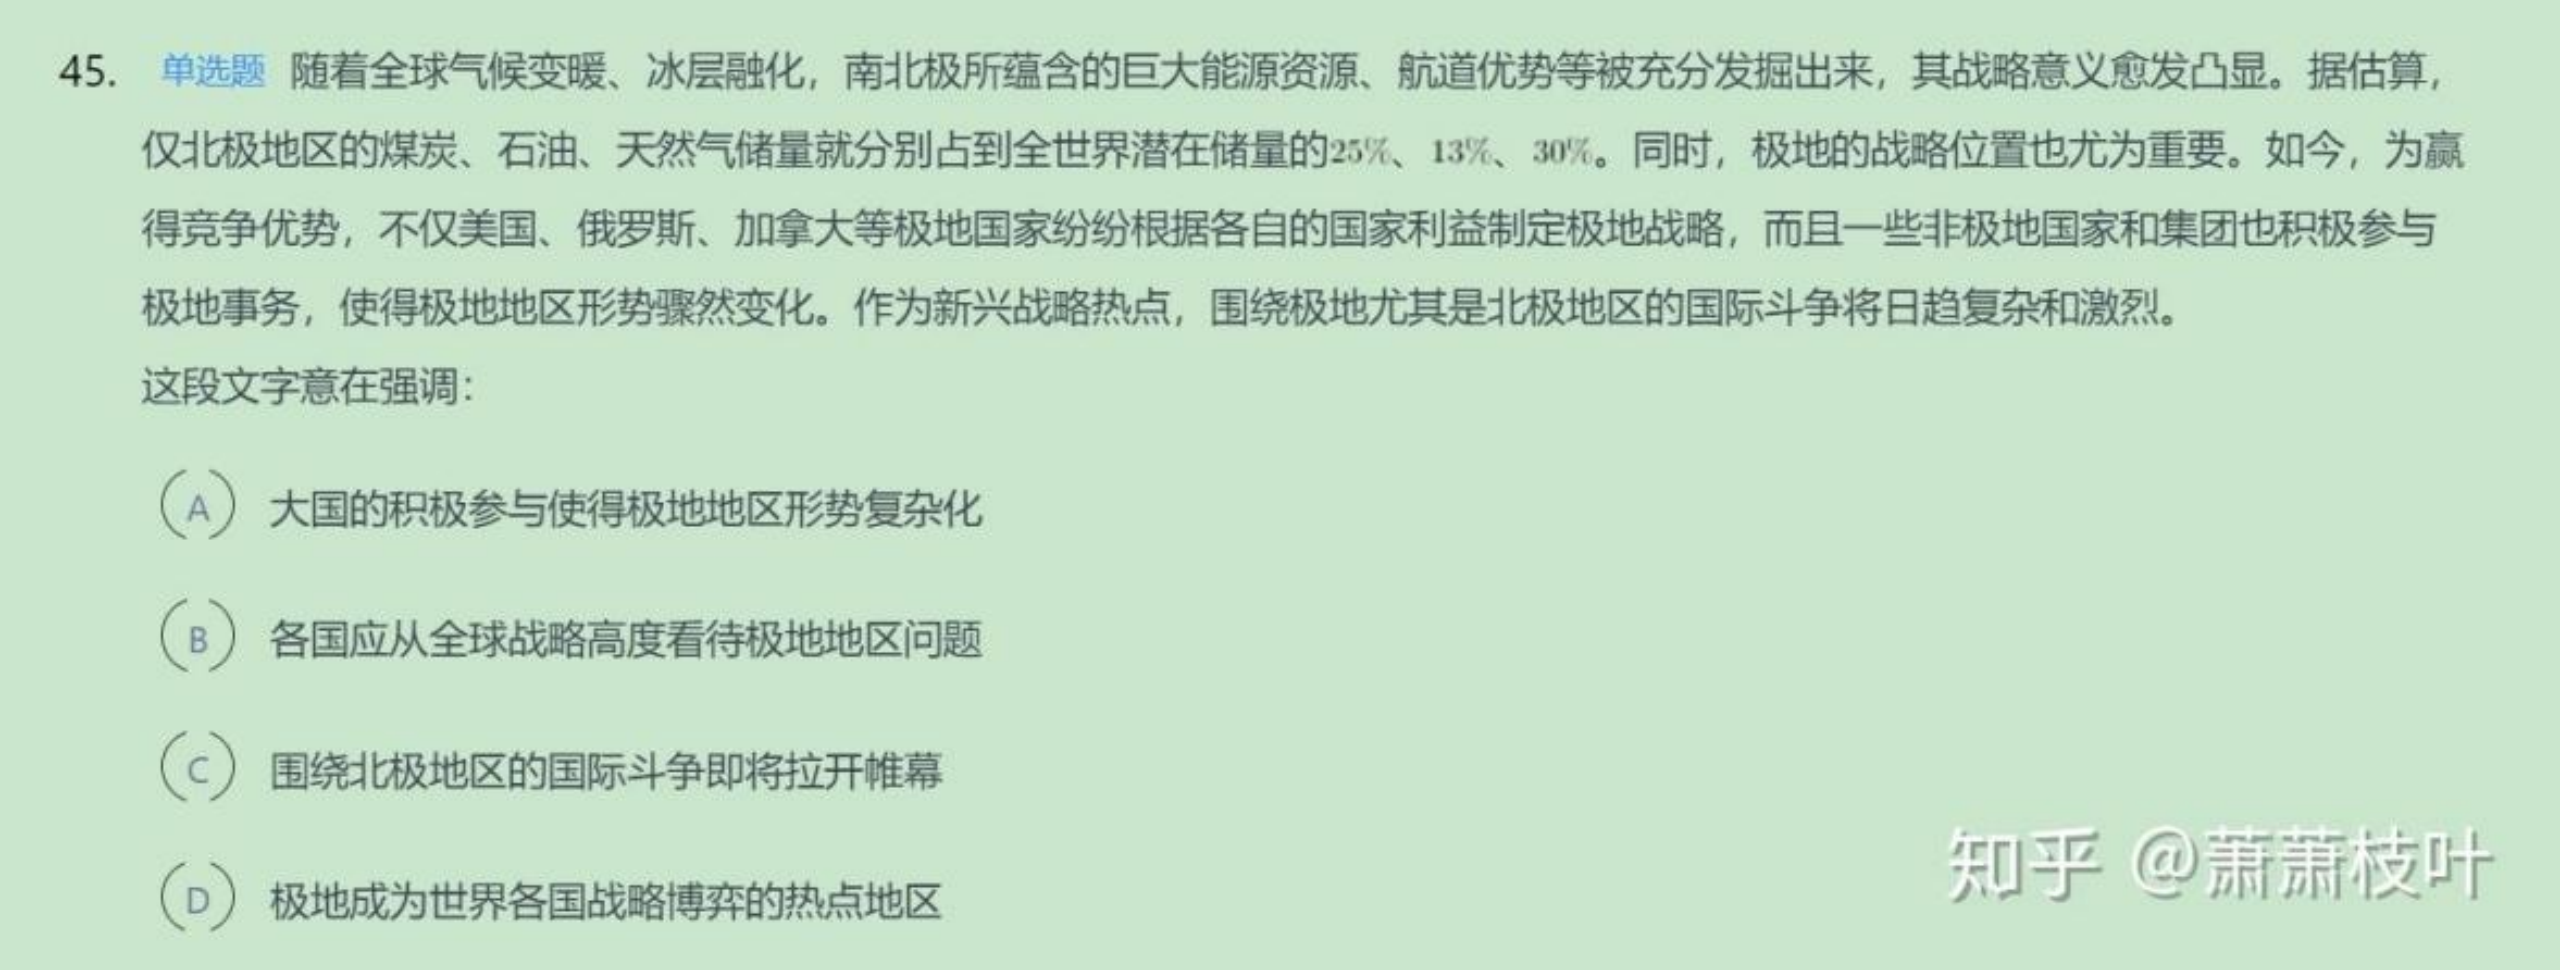 45. 单选题 随着全球气候变暖、冰层融化，南北极所蕴含的巨大能源资源、航道优势等被充分发掘出来，其战略意义愈发凸显。据估算，
仅北极地区的煤炭、石油、天然气储量就分别占到全世界潜在储量的25%、13%、30%。同时，极地的战略位置也尤为重要。如今，为赢
得竞争优势，不仅美国、俄罗斯、加拿大等极地国家纷纷根据各自的国家利益制定极地战略，而且一些非极地国家和集团也积极参与
极地事务，使得极地地区形势骤然变化。作为新兴战略热点，围绕极地尤其是北极地区的国际斗争将日趋复杂和激烈。
这段文字意在强调：
A 大国的积极参与使得极地地区形势复杂化
B 各国应从全球战略高度看待极地地区问题
C 围绕北极地区的国际斗争即将拉开帷幕
D 极地成为世界各国战略博弈的热点地区
知乎 @萧萧枝叶